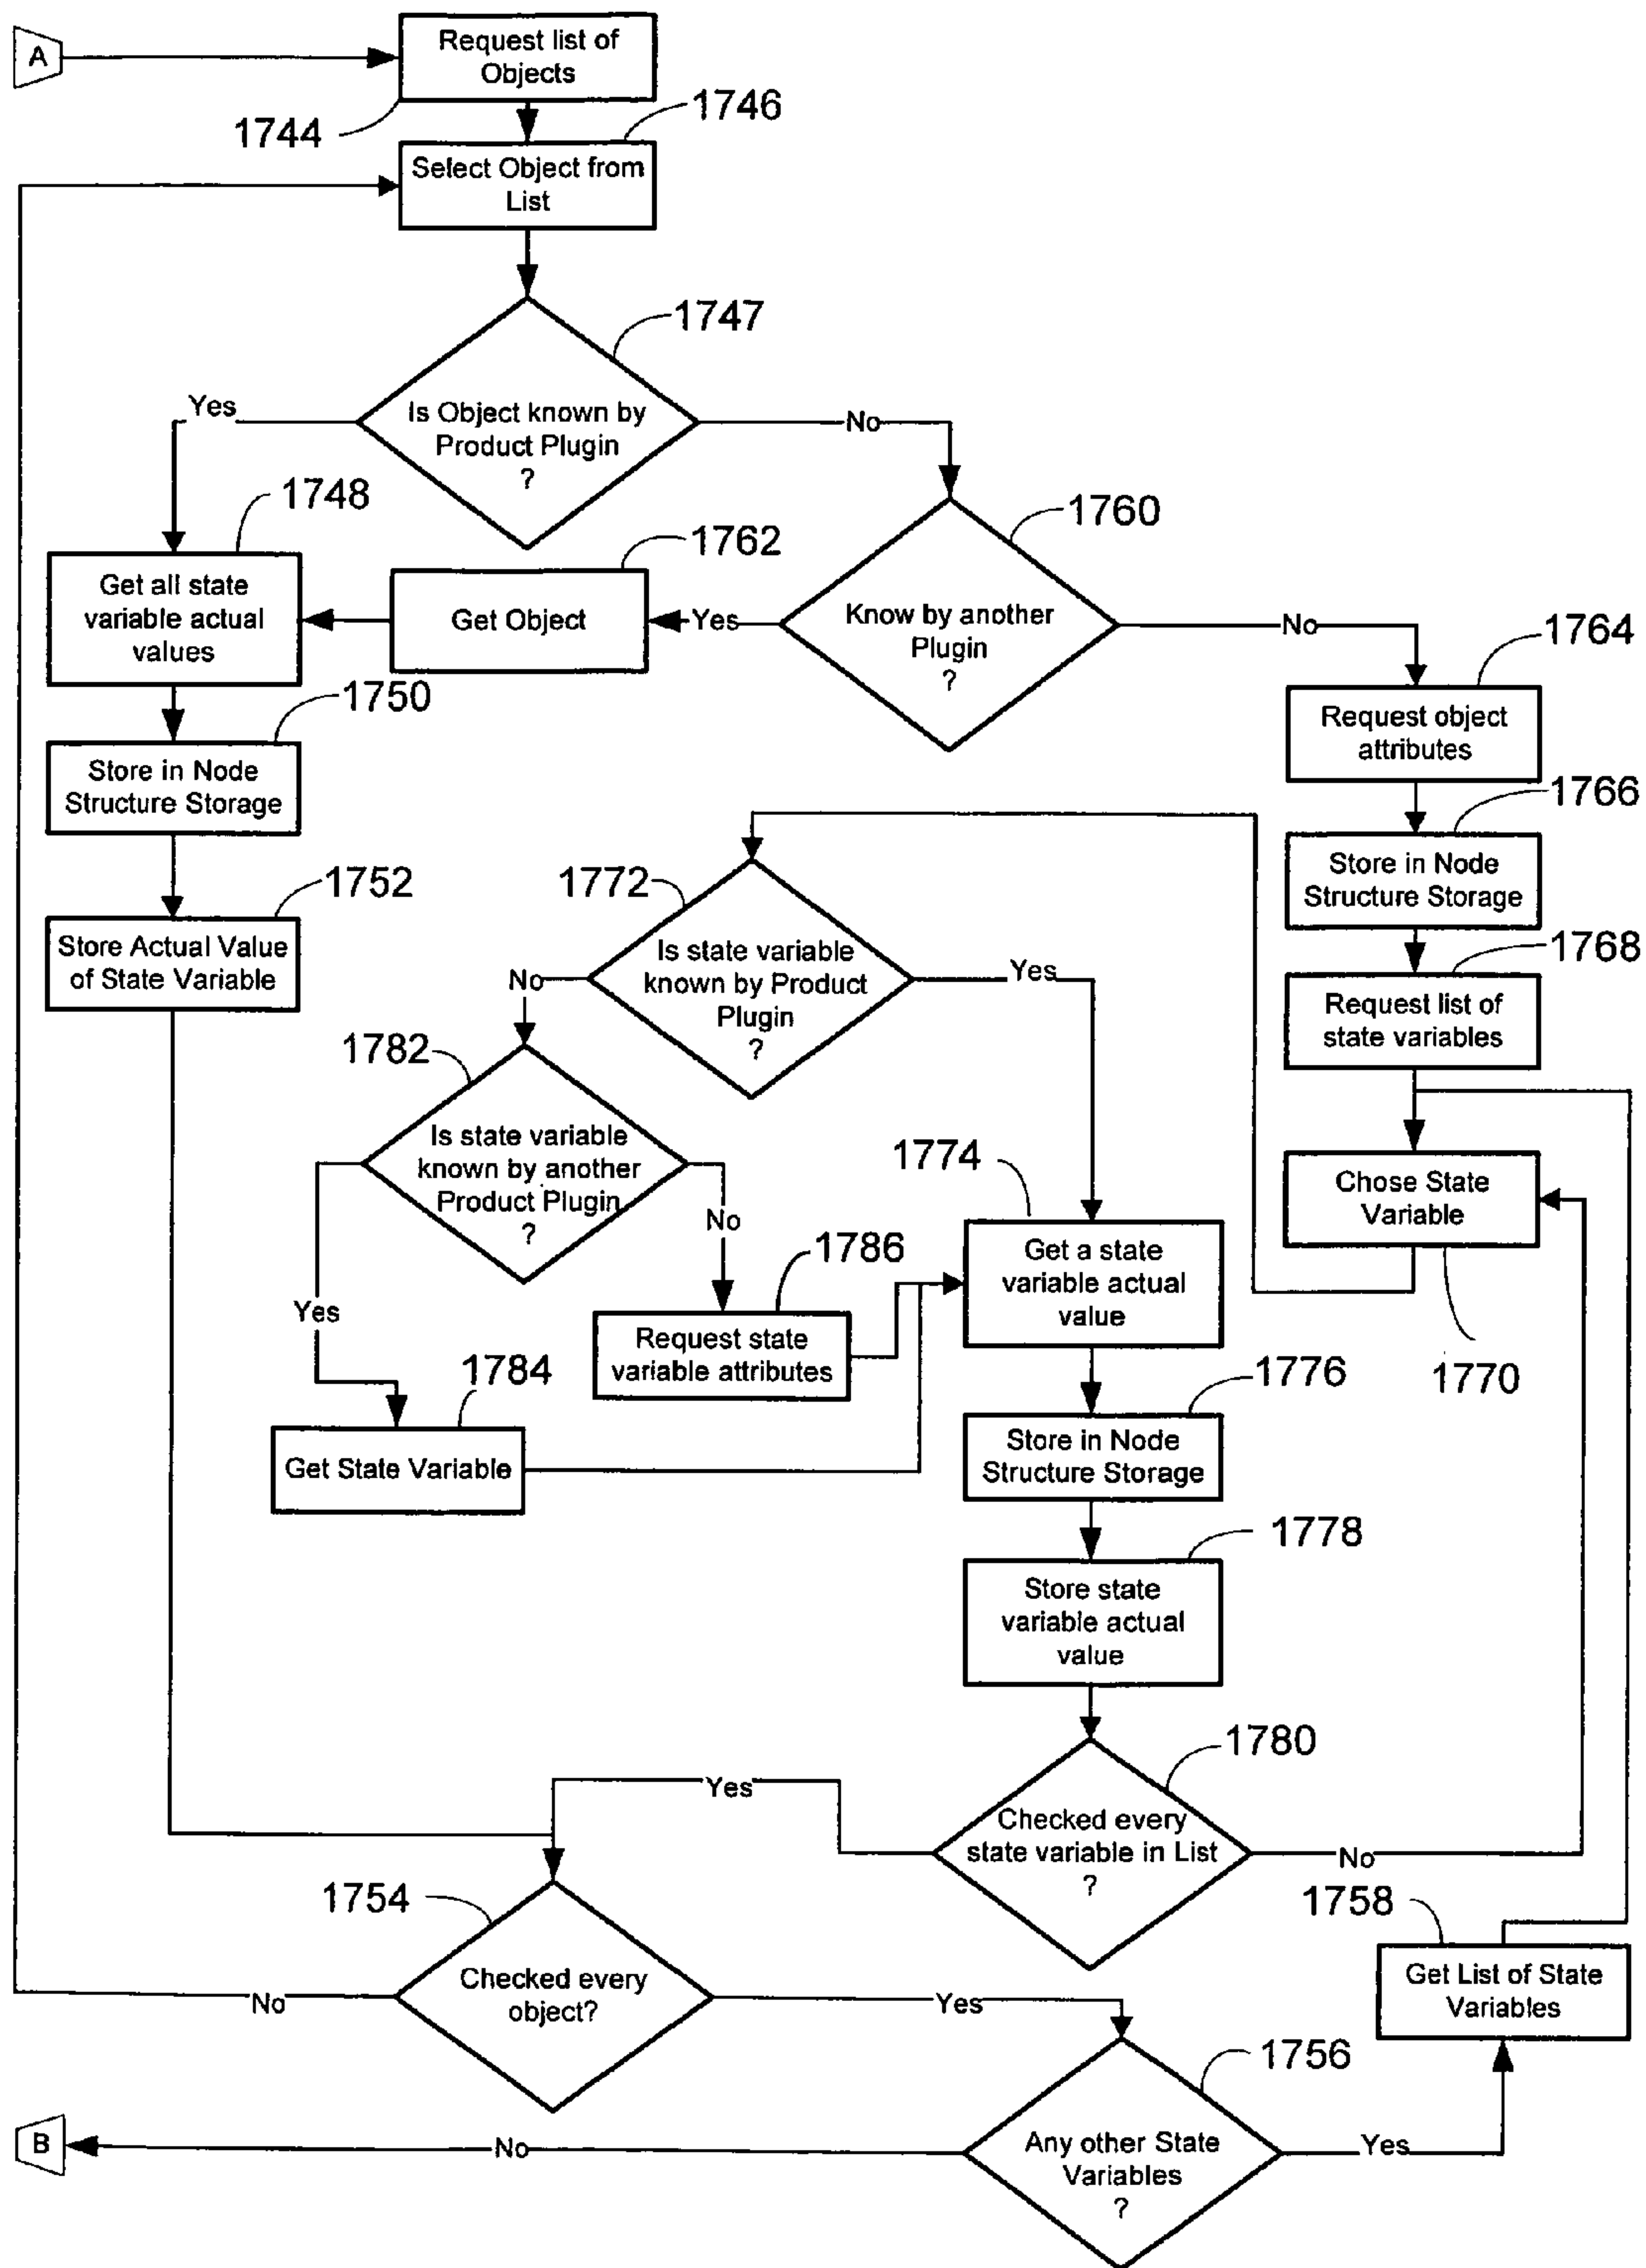 A
Request list of
Objects
1744
1746
Select Object from
List
1747
Is Object known by
Product Plugin
?
Yes
No
1748
Get all state
variable actual
values
1762
Get Object
Yes
1760
Know by another
Plugin
?
No
1764
Request object
attributes
1750
Store in Node
Structure Storage
1766
Store in Node
Structure Storage
1752
Store Actual Value
of State Variable
1772
Is state variable
known by Product
Plugin
?
No
Yes
1768
Request list of
state variables
1782
Is state variable
known by another
Product Plugin
?
Yes
No
1774
Get a state
variable actual
value
Chose State
Variable
1770
1786
Request state
variable attributes
1784
Get State Variable
1776
Store in Node
Structure Storage
1778
Store state
variable actual
value
1780
Checked every
state variable in List
?
Yes
No
1754
Checked every
object?
No
Yes
1758
Get List of State
Variables
1756
Any other State
Variables
?
Yes
No
B